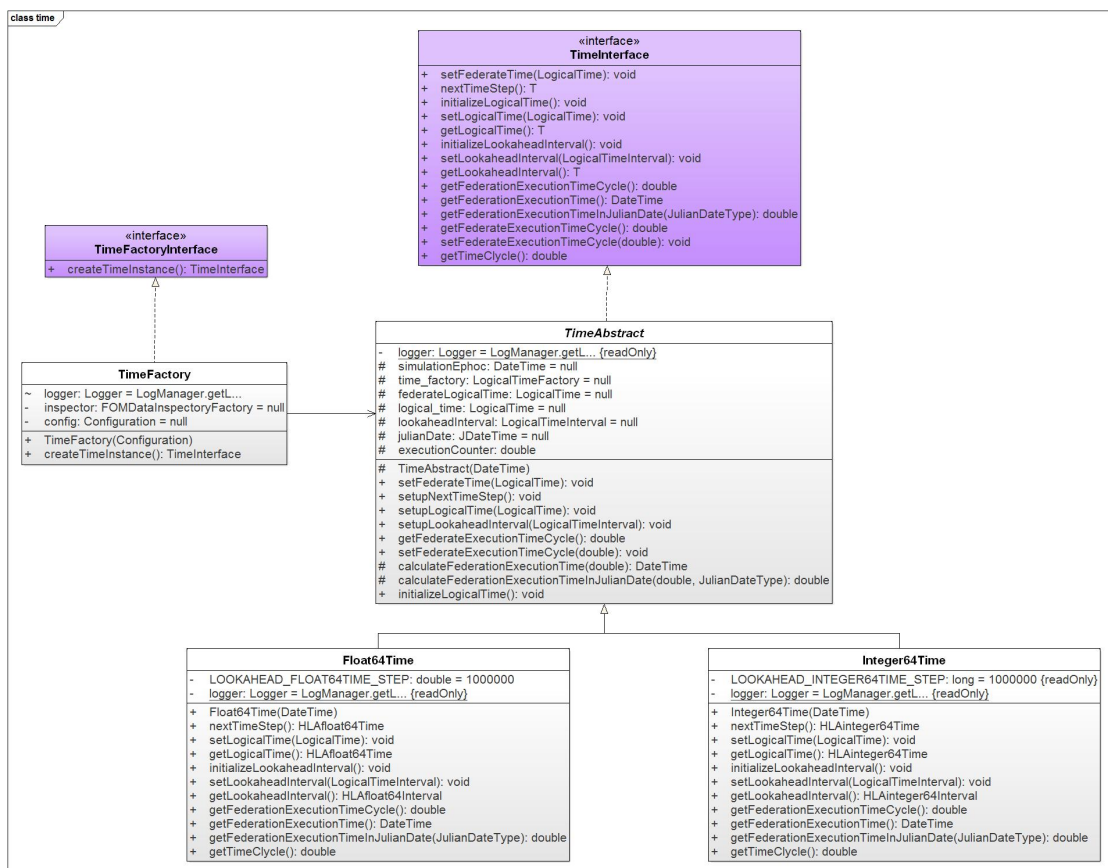 class time
«interface»
TimeInterface
+ setFederateTime(LogicalTime): void
+ nextTimeStep(): T
+ initializeLogicalTime(): void
+ setLogicalTime(LogicalTime): void
+ getLogicalTime(): T
+ initializeLookaheadInterval(): void
+ setLookaheadInterval(LogicalTimeInterval): void
+ getLookaheadInterval(): T
+ getFederationExecutionTimeCycle(): double
+ getFederationExecutionTime(): DateTime
+ getFederationExecutionTimeInJulianDate(JulianDateType): double
+ getFederateExecutionTimeCycle(): double
+ setFederateExecutionTimeCycle(double): void
+ getTimeClycle(): double
«interface»
TimeFactoryInterface
+ createTimeInstance(): TimeInterface
TimeFactory
~ logger: Logger = LogManager.getL...
- inspector: FOMDataInspectoryFactory = null
- config: Configuration = null
+ TimeFactory(Configuration)
+ createTimeInstance(): TimeInterface
TimeAbstract
- logger: Logger = LogManager.getL... {readOnly}
# simulationEphoc: DateTime = null
# time_factory: LogicalTimeFactory = null
# federateLogicalTime: LogicalTime = null
# logical_time: LogicalTime = null
# lookaheadInterval: LogicalTimeInterval = null
# julianDate: JDateTime = null
# executionCounter: double
# TimeAbstract(DateTime)
+ setFederateTime(LogicalTime): void
+ setupNextTimeStep(): void
+ setupLogicalTime(LogicalTime): void
+ setupLookaheadInterval(LogicalTimeInterval): void
+ getFederateExecutionTimeCycle(): double
+ setFederateExecutionTimeCycle(double): void
# calculateFederationExecutionTime(double): DateTime
# calculateFederationExecutionTimeInJulianDate(double, JulianDateType): double
+ initializeLogicalTime(): void
Float64Time
- LOOKAHEAD_FLOAT64TIME_STEP: double = 1000000
- logger: Logger = LogManager.getL... {readOnly}
+ Float64Time(DateTime)
+ nextTimeStep(): HLAfloat64Time
+ setLogicalTime(LogicalTime): void
+ getLogicalTime(): HLAfloat64Time
+ initializeLookaheadInterval(): void
+ setLookaheadInterval(LogicalTimeInterval): void
+ getLookaheadInterval(): HLAfloat64Interval
+ getFederationExecutionTimeCycle(): double
+ getFederationExecutionTime(): DateTime
+ getFederationExecutionTimeInJulianDate(JulianDateType): double
+ getTimeClycle(): double
Integer64Time
- LOOKAHEAD_INTEGER64TIME_STEP: long = 1000000 {readOnly}
- logger: Logger = LogManager.getL... {readOnly}
+ Integer64Time(DateTime)
+ nextTimeStep(): HLAinteger64Time
+ setLogicalTime(LogicalTime): void
+ getLogicalTime(): HLAinteger64Time
+ initializeLookaheadInterval(): void
+ setLookaheadInterval(LogicalTimeInterval): void
+ getLookaheadInterval(): HLAinteger64Interval
+ getFederationExecutionTimeCycle(): double
+ getFederationExecutionTime(): DateTime
+ getFederationExecutionTimeInJulianDate(JulianDateType): double
+ getTimeClycle(): double